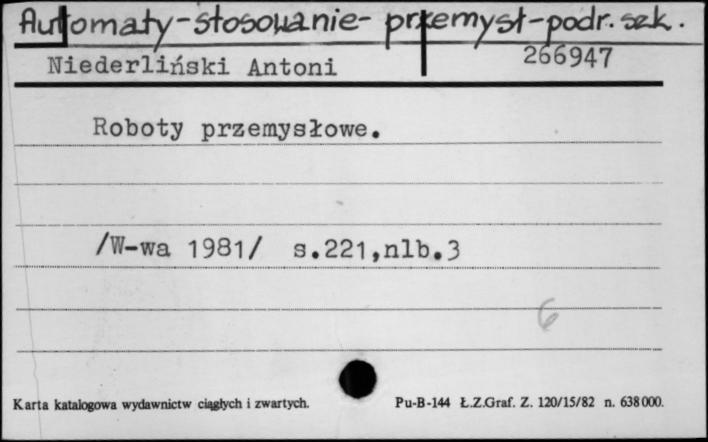 Automaty-stosowanie-przemysł-podr.szk.
Niederliński Antoni 266947
Roboty przemysłowe.
/W-wa 1981/ s.221,nlb.3
6
Karta katalogowa wydawnictw ciągłych i zwartych. Pu-B-144 Ł.Z.Graf. Z. 120/15/82 n. 638000.